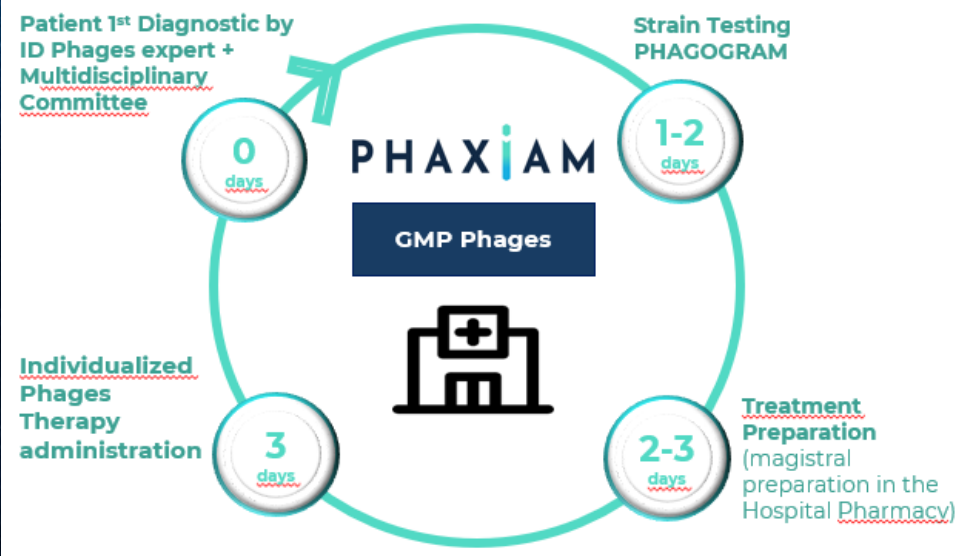 Patient 1st Diagnostic by
ID Phages expert +
Multidisciplinary
Committee
0
days
Strain Testing
PHAGOGRAM
1-2
days
PHAXiAM
GMP Phages
Individualized
Phages
Therapy
administration
3
days
2-3
days
Treatment
Preparation
(magistral
preparation in the
Hospital Pharmacy)